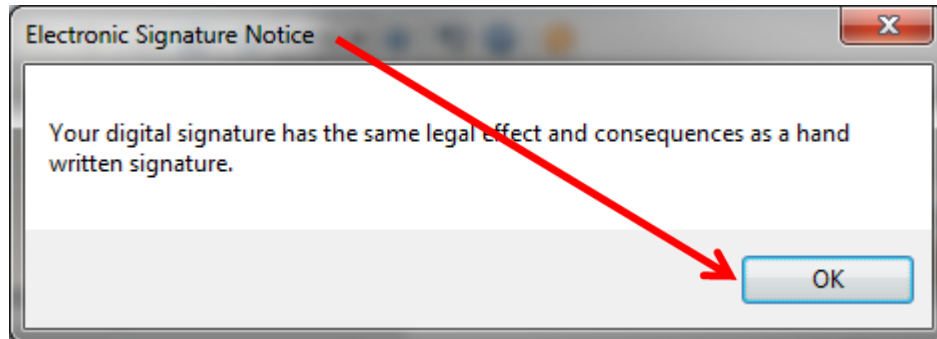 Electronic Signature Notice
Your digital signature has the same legal effect and consequences as a hand
written signature.
OK